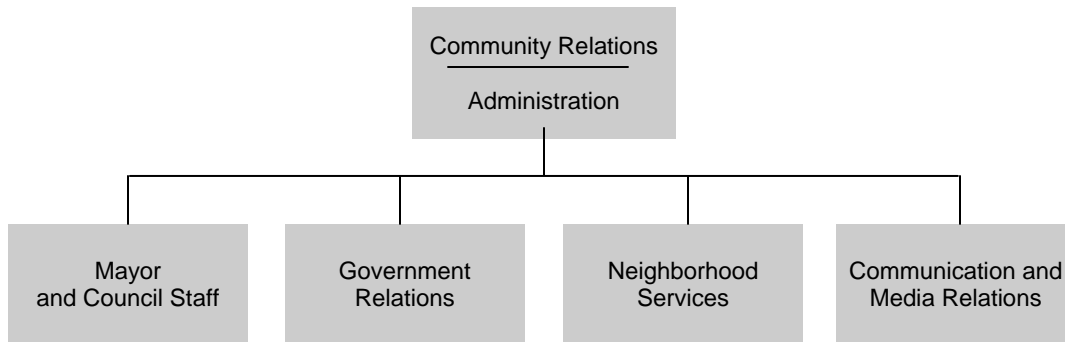 Community Relations
Administration
Mayor
and Council Staff
Government
Relations
Neighborhood
Services
Communication and
Media Relations